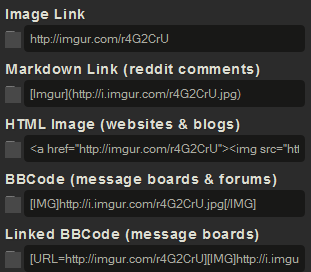 Image Link
http://imgur.com/r4G2CrU
Markdown Link (reddit comments)
[Imgur](http://i.imgur.com/r4G2CrU.jpg)
HTML Image (websites & blogs)
<a href="http://imgur.com/r4G2CrU"><img src="htt
BBCode (message boards & forums)
[IMG]http://i.imgur.com/r4G2CrU.jpg[/IMG]
Linked BBCode (message boards)
[URL=http://imgur.com/r4G2CrU][IMG]http://i.imgu